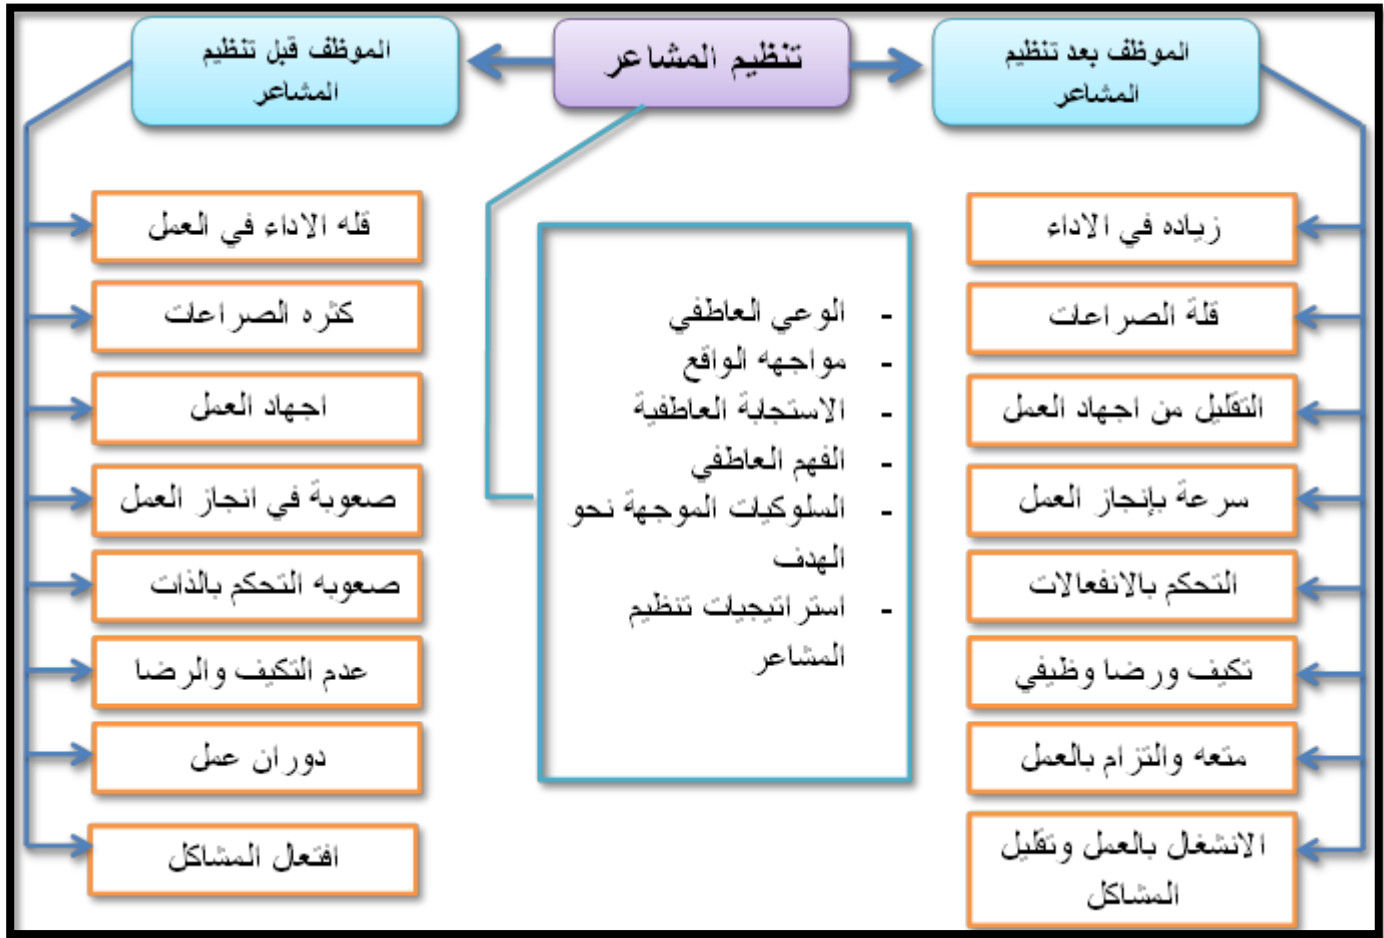 تنظيم المشاعر
الموظف بعد تنظيم
المشاعر
زياده في الاداء
قلة الصراعات
التقليل من اجهاد العمل
سرعة بإنجاز العمل
التحكم بالانفعالات
تكيف ورضا وظيفي
متعه والتزام بالعمل
الانشغال بالعمل وتقليل
المشاكل
- الوعي العاطفي
- مواجهه الواقع
- الاستجابة العاطفية
- الفهم العاطفي
- السلوكيات الموجهة نحو
الهدف
- استراتيجيات تنظيم
المشاعر
الموظف قبل تنظيم
المشاعر
قله الاداء في العمل
كثره الصراعات
اجهاد العمل
صعوبة في انجاز العمل
صعوبه التحكم بالذات
عدم التكيف والرضا
دوران عمل
افتعال المشاكل